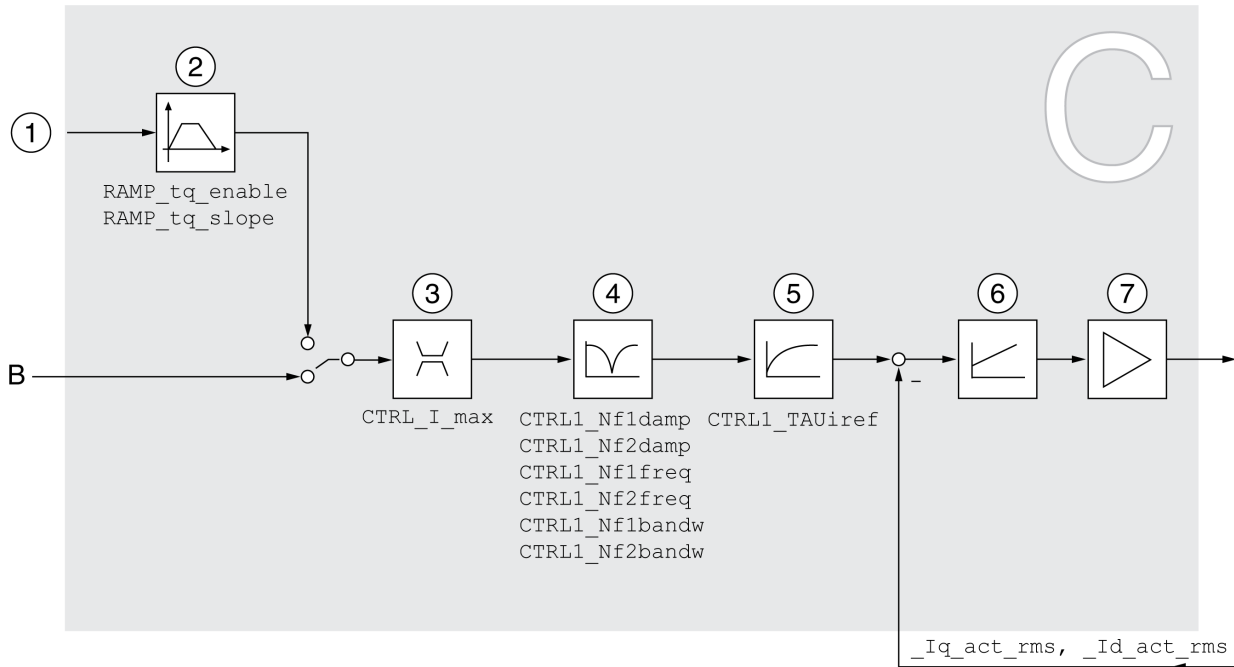 C
2
1
RAMP_tq_enable
RAMP_tq_slope
3
4
5
6
7
B
CTRL_I_max
CTRL1_Nf1damp
CTRL1_Nf2damp
CTRL1_Nf1freq
CTRL1_Nf2freq
CTRL1_Nf1bandw
CTRL1_Nf2bandw
CTRL1_TAUiref
-
_Iq_act_rms, _Id_act_rms